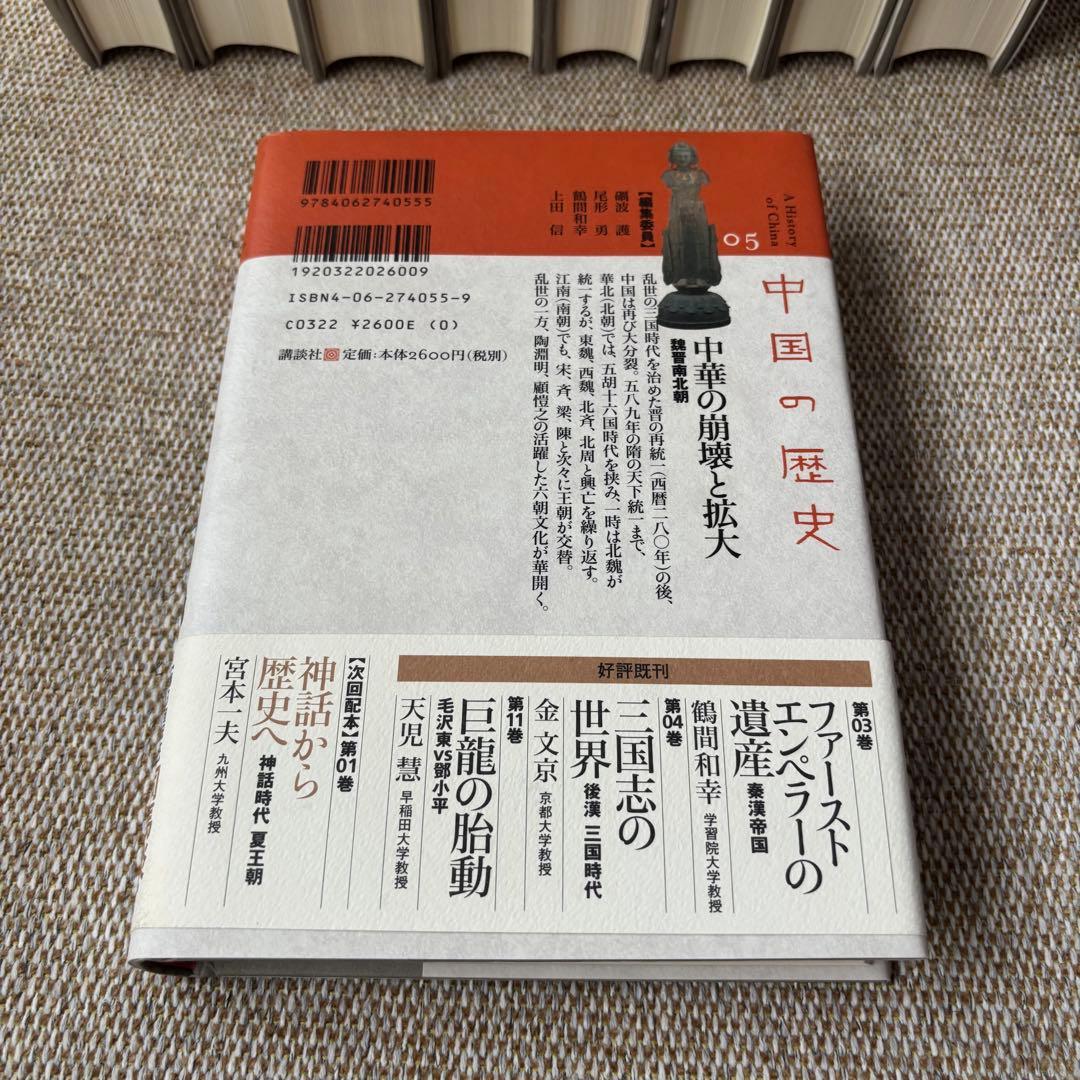 A History
of China
05
中国の歴史
中華の崩壊と拡大
魏晋南北朝
乱世の三国時代を治めた晋の再統一(西暦二八〇年)の後、
中国は再び大分裂。五八九年の隋の天下統一まで、
華北(北朝)では、五胡十六国時代を挟み、一時は北魏が
統一するが、東魏、西魏、北斉、北周と興亡を繰り返す。
江南(南朝)でも、宋、斉、梁、陳と次々に王朝が交替。
乱世の一方、陶淵明、顧愷之の活躍した六朝文化が華開く。
【編集委員】
礪波 護
尾形 勇
鶴間和幸
上田 信
9784062740555
1920322026009
ISBN4-06-274055-9
C0322 ¥2600E (0)
講談社 定価:本体2600円(税別)
好評既刊
第03巻
ファースト
エンペラーの
遺産 秦漢帝国
鶴間和幸 学習院大学教授
第04巻
三国志の
世界 後漢 三国時代
金 文京 京都大学教授
第11巻
巨龍の胎動
毛沢東vs鄧小平
天児 慧 早稲田大学教授
【次回配本】第01巻
神話から
歴史へ 神話時代 夏王朝
宮本一夫 九州大学教授